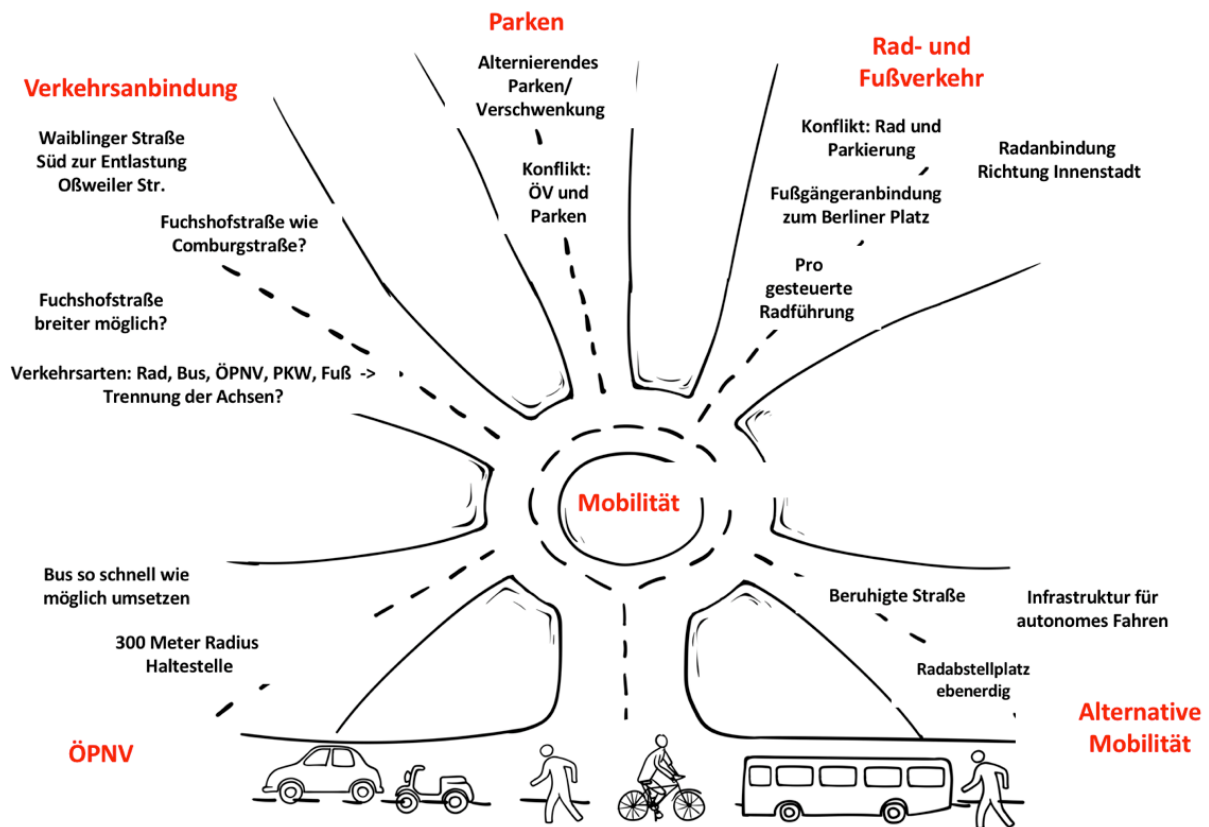 Parken
Alternierendes
Parken/
Verschwenkung
Konflikt:
ÖV und
Parken
Rad- und
Fußverkehr
Konflikt: Rad und
Parkierung
Radanbindung
Richtung Innenstadt
Fußgängeranbindung
zum Berliner Platz
Pro
gesteuerte
Radführung
Verkehrsanbindung
Waiblinger Straße
Süd zur Entlastung
Oßweiler Str.
Fuchshofstraße wie
Comburgstraße?
Fuchshofstraße
breiter möglich?
Verkehrsarten: Rad, Bus, ÖPNV, PKW, Fuß ->
Trennung der Achsen?
Mobilität
Bus so schnell wie
möglich umsetzen
300 Meter Radius
Haltestelle
ÖPNV
Beruhigte Straße
Infrastruktur für
autonomes Fahren
Radabstellplatz
ebenerdig
Alternative
Mobilität